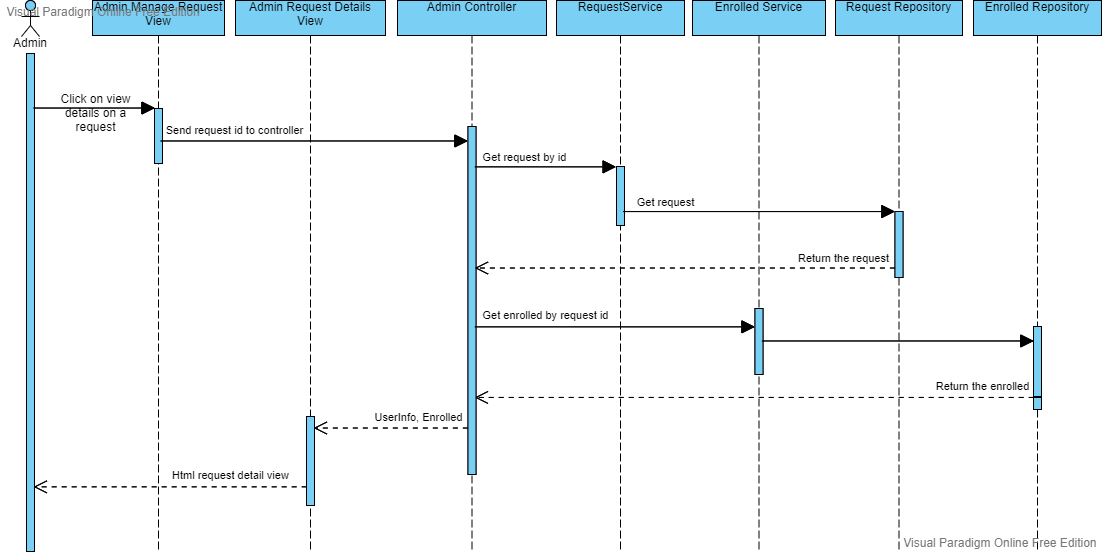 Visual Paradigm Online Free Edition
Admin Manage Request
View
Admin Request Details
View
Admin Controller
RequestService
Enrolled Service
Request Repository
Enrolled Repository
Admin
Click on view
details on a
request
Send request id to controller
Get request by id
Get request
Return the request
Get enrolled by request id
Return the enrolled
UserInfo, Enrolled
Html request detail view
Visual Paradigm Online Free Edition